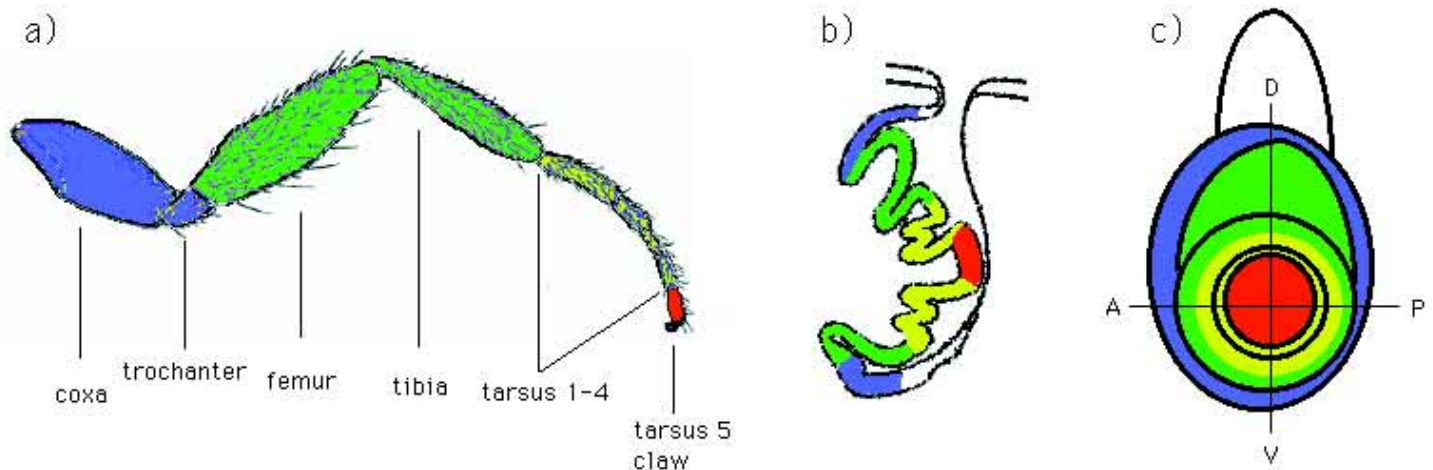 a)
coxa
trochanter
femur
tibia
tarsus 1-4
tarsus 5
claw
b)
c)
D
A
P
V